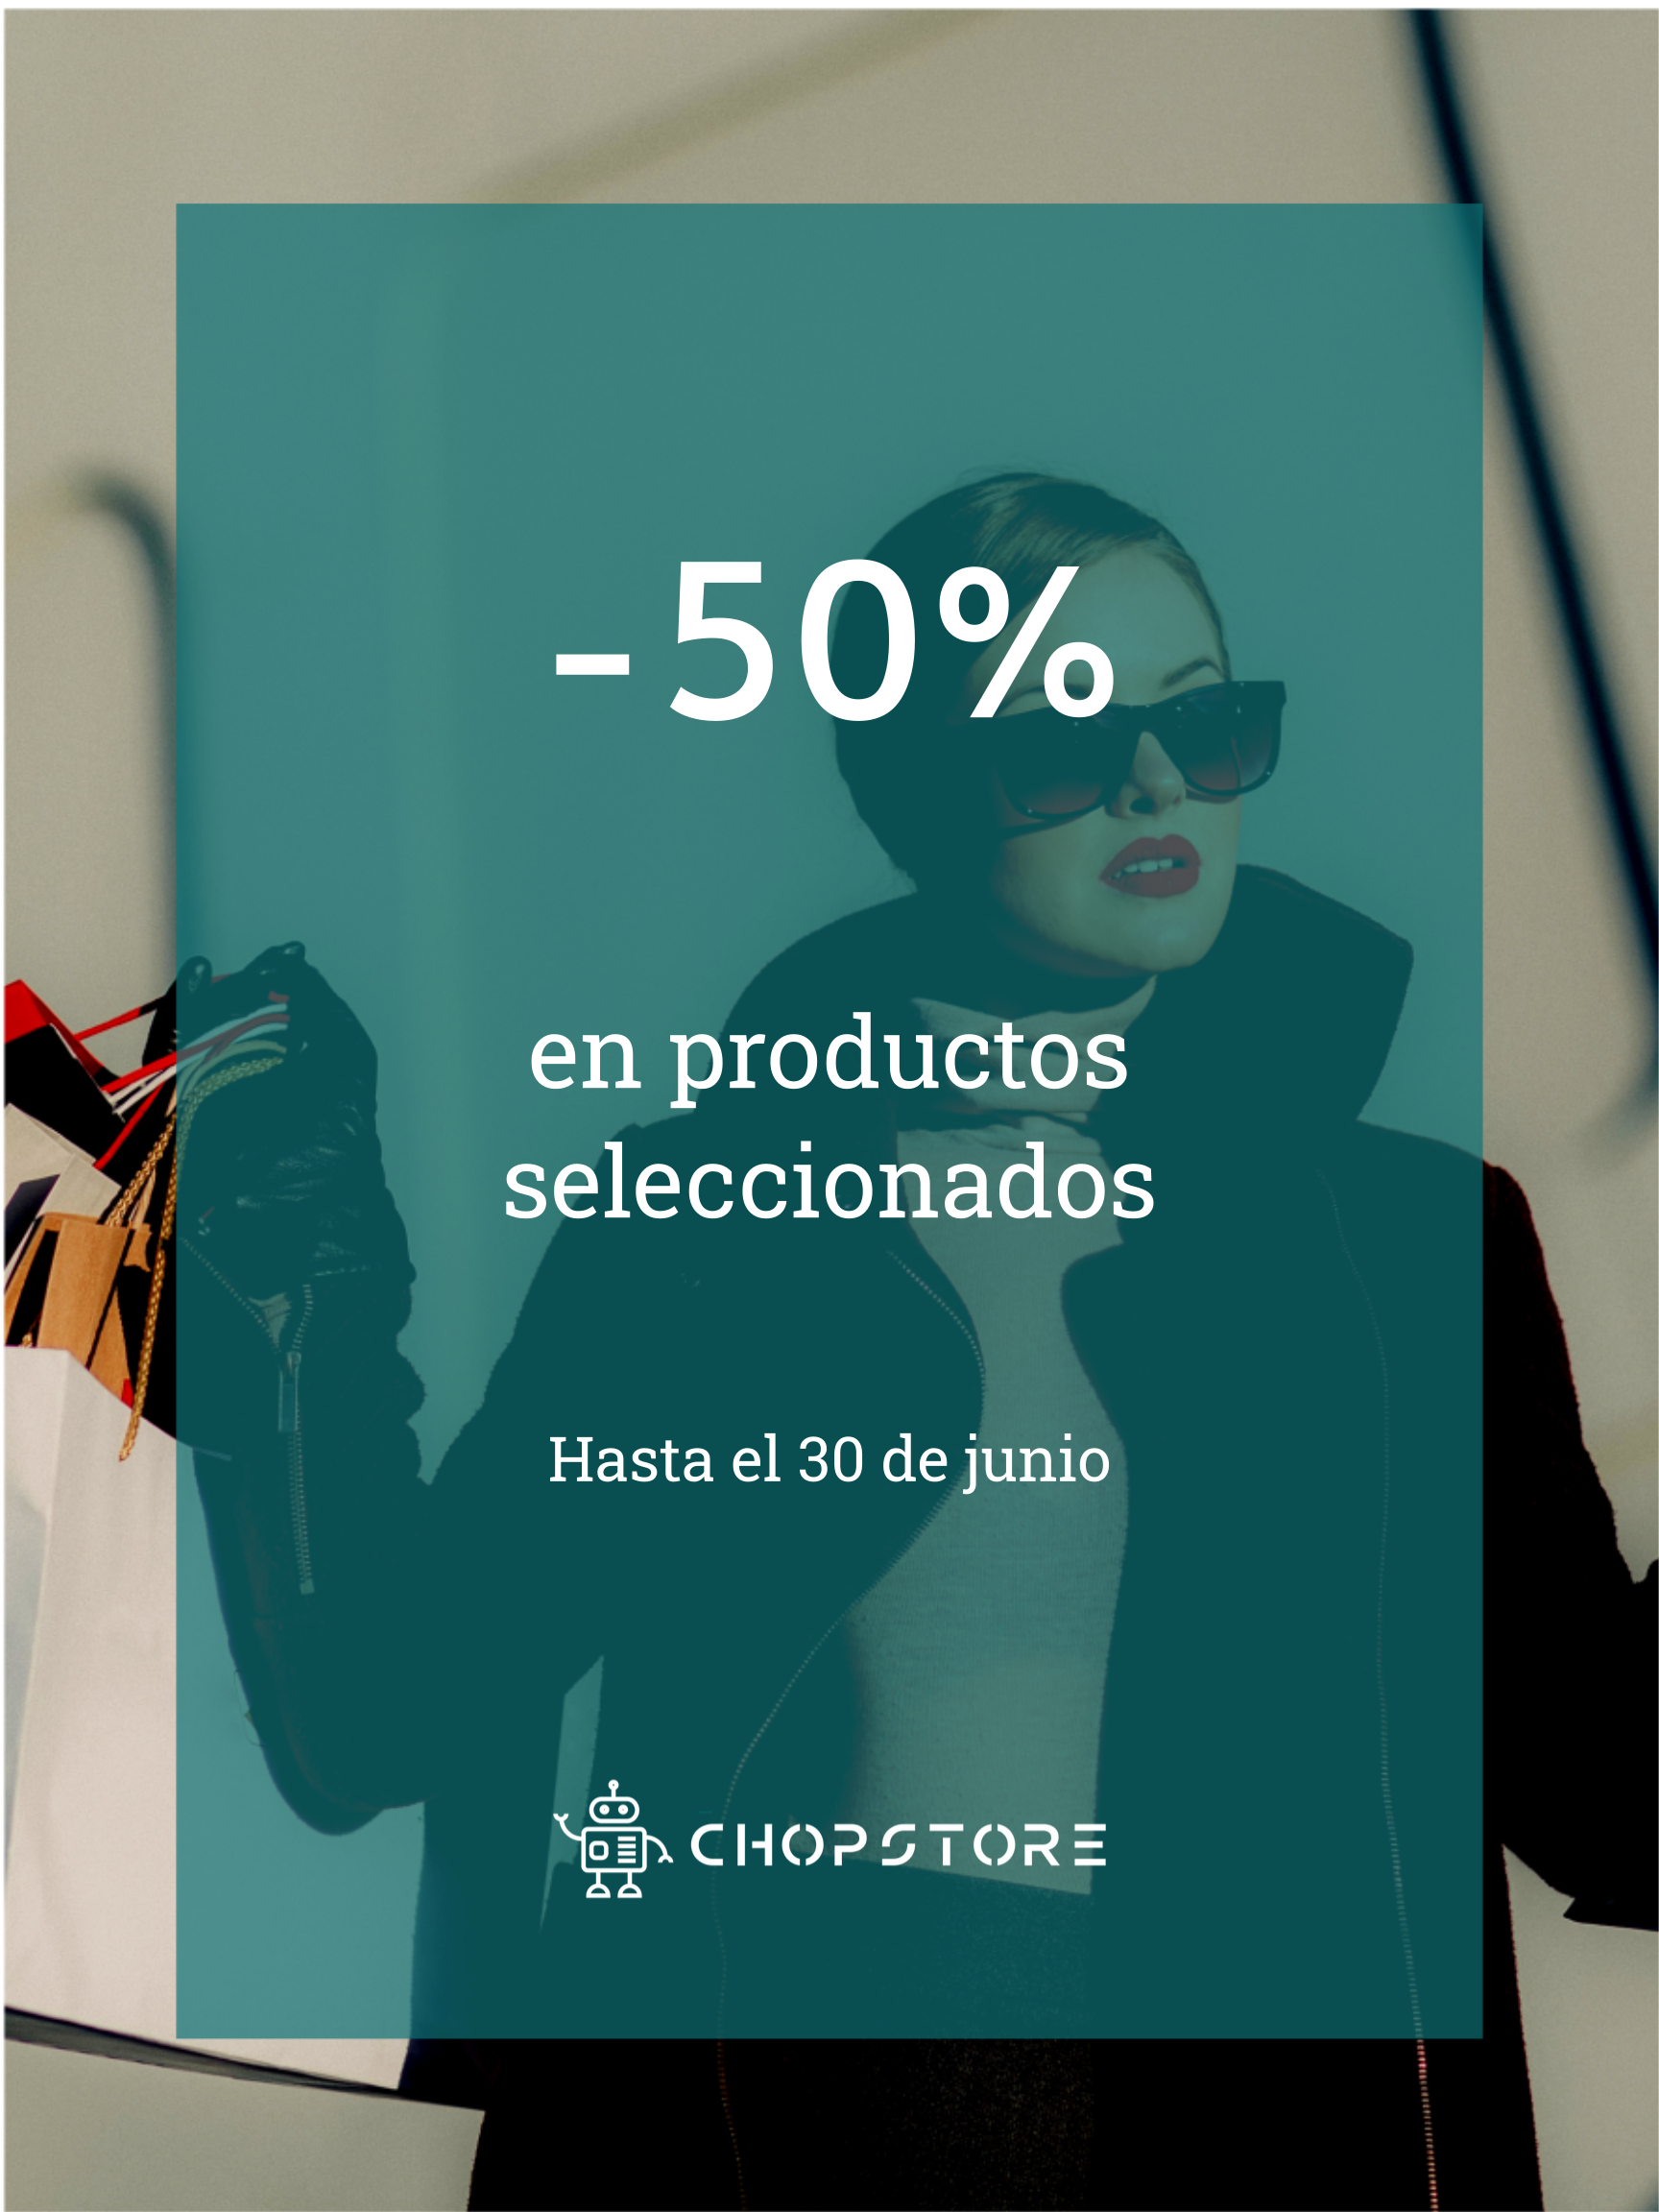 -50%
en productos
seleccionados
Hasta el 30 de junio
CHOPSTORE